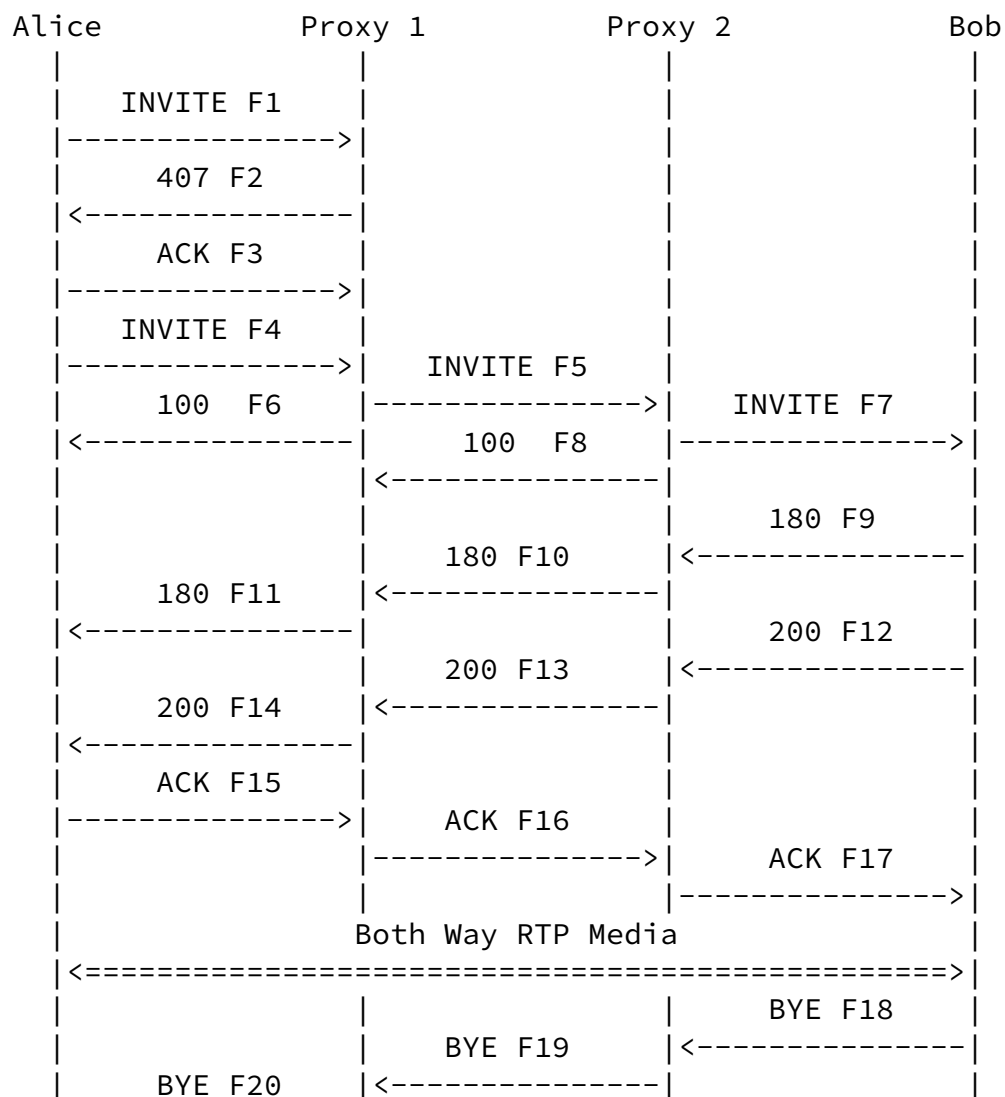 Alice           Proxy 1          Proxy 2            Bob
|                |                |                |
|   INVITE F1    |                |                |
|--------------->|                |                |
|     407 F2     |                |                |
|<---------------|                |                |
|     ACK F3     |                |                |
|--------------->|                |                |
|   INVITE F4    |                |                |
|--------------->|   INVITE F5    |                |
|     100  F6    |--------------->|   INVITE F7    |
|<---------------|     100  F8    |--------------->|
|                |<---------------|                |
|                |                |     180 F9     |
|                |    180 F10     |<---------------|
|     180 F11    |<---------------|                |
|<---------------|                |     200 F12    |
|                |    200 F13     |<---------------|
|     200 F14    |<---------------|                |
|<---------------|                |                |
|     ACK F15    |                |                |
|--------------->|    ACK F16     |                |
|                |--------------->|     ACK F17    |
|                |                |--------------->|
|                Both Way RTP Media                |
|<================================================>|
|                |                |     BYE F18    |
|                |    BYE F19     |<---------------|
|     BYE F20    |<---------------|                |